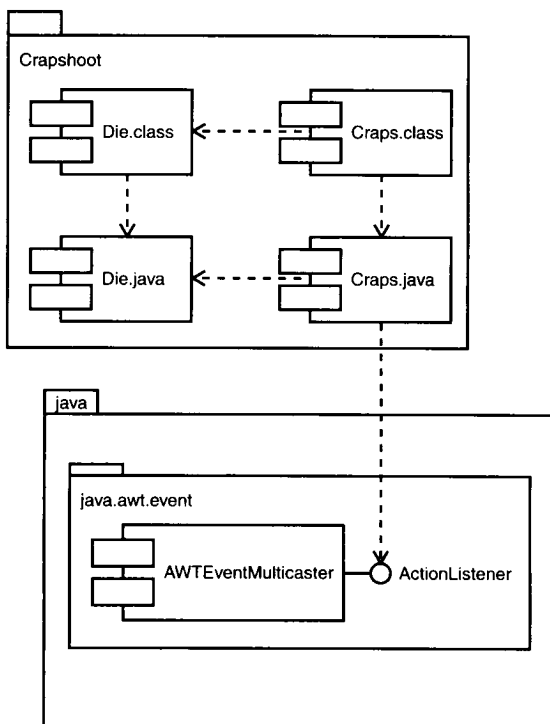 Crapshoot
Die.class
Craps.class
Die.java
Craps.java
java
java.awt.event
AWTEventMulticaster
ActionListener